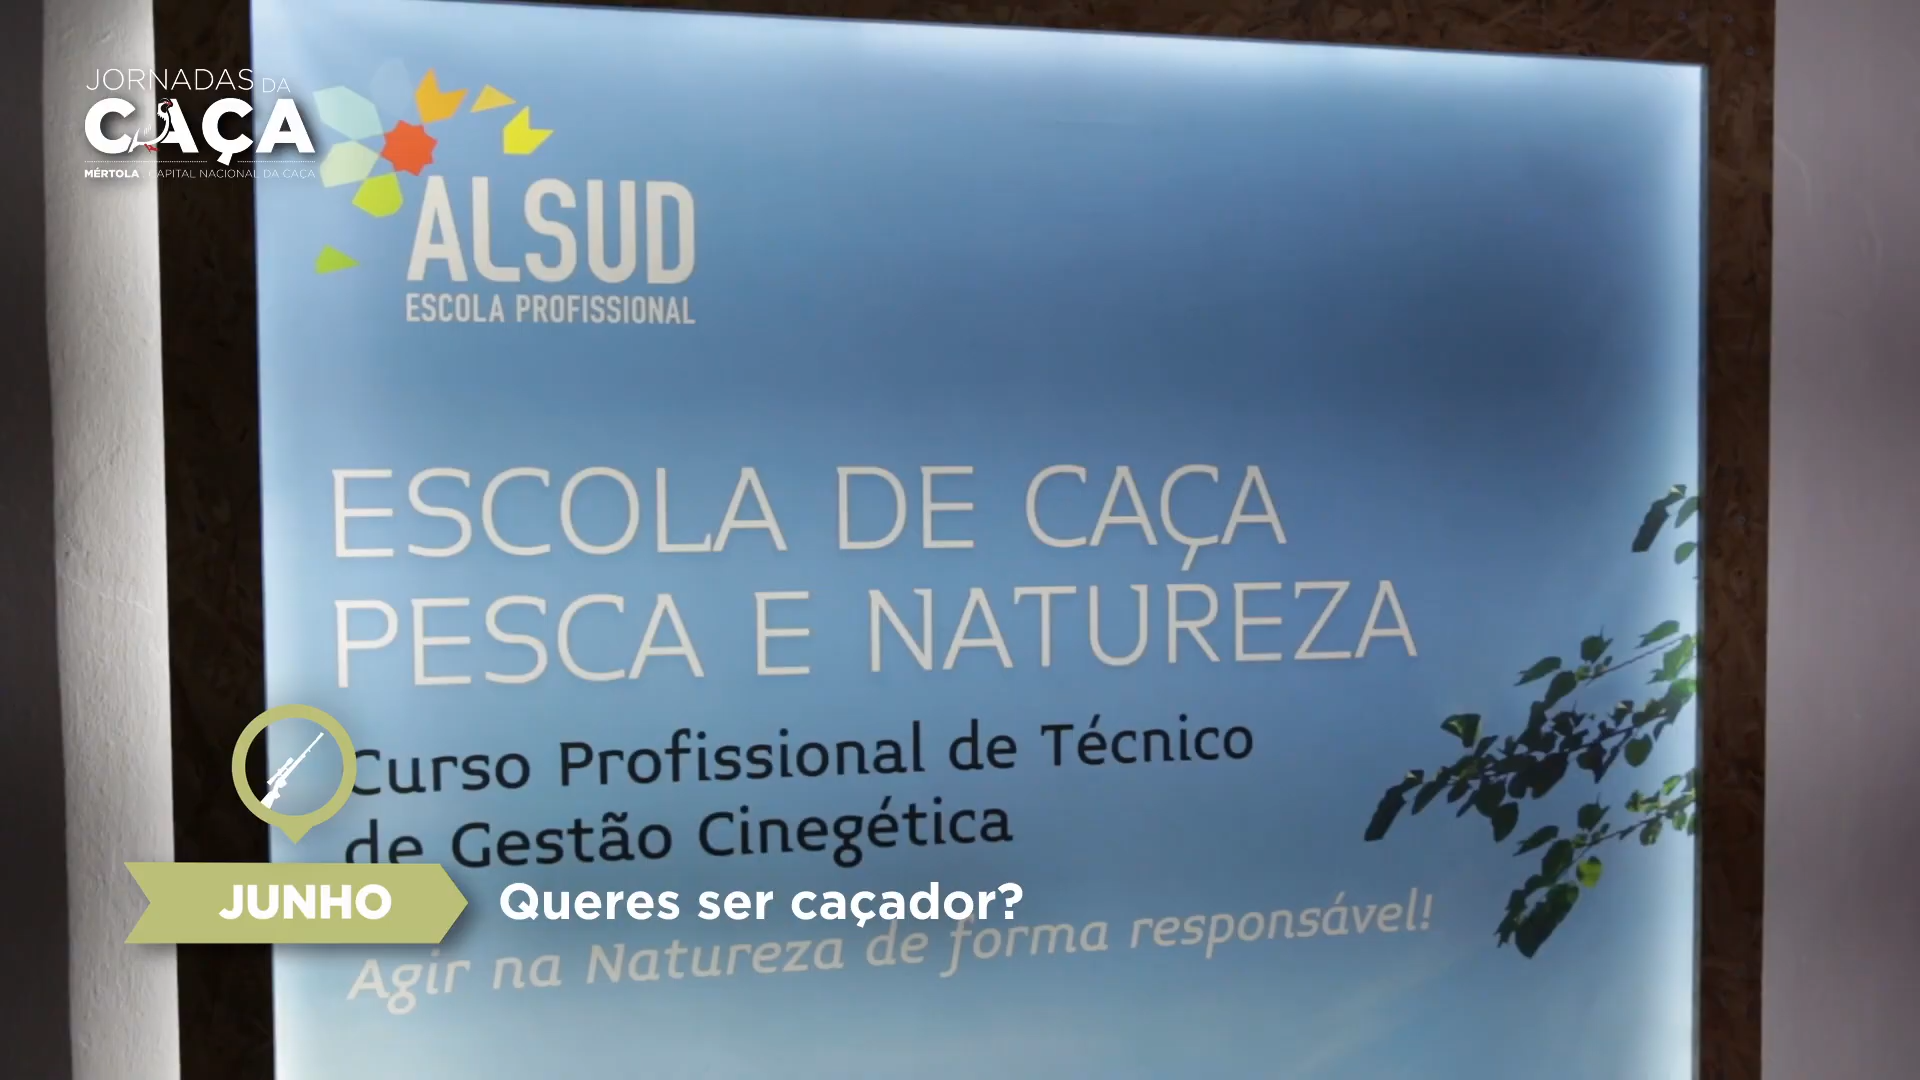 JORNADAS DA
CAÇA
MÉRTOLA CAPITAL NACIONAL DA CAÇA
ALSUD
ESCOLA PROFISSIONAL
ESCOLA DE CAÇA
PESCA E NATUREZA
Curso Profissional de Técnico
de Gestão Cinegética
JUNHO
Queres ser caçador?
Agir na Natureza de forma responsável!